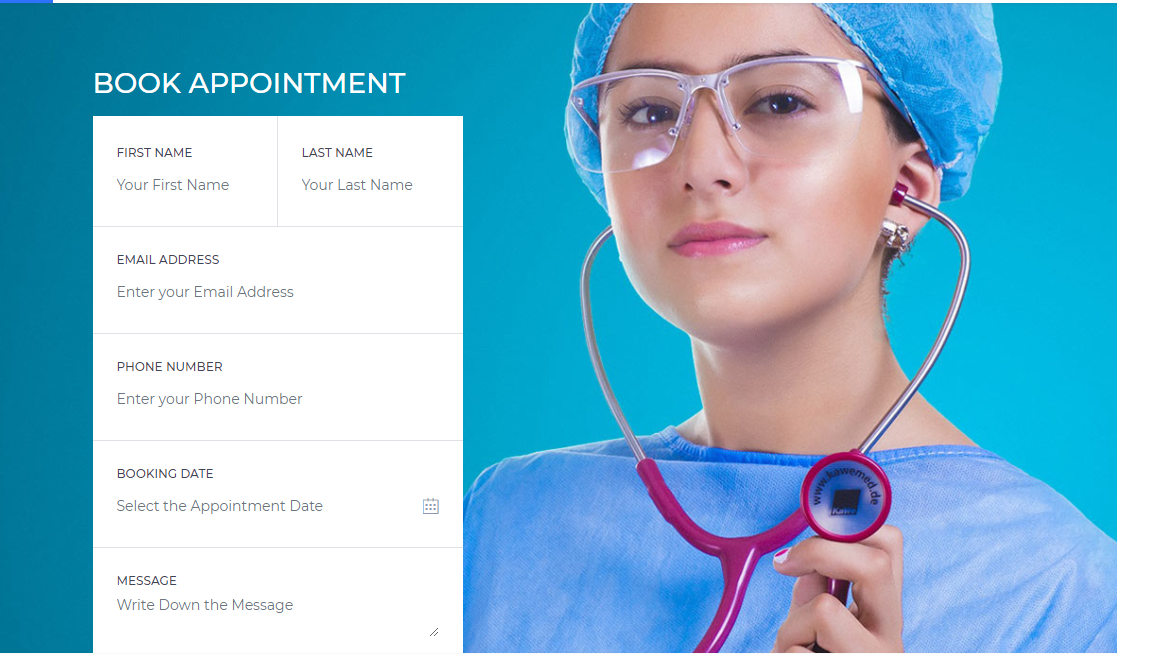 BOOK APPOINTMENT
FIRST NAME
Your First Name
LAST NAME
Your Last Name
EMAIL ADDRESS
Enter your Email Address
PHONE NUMBER
Enter your Phone Number
BOOKING DATE
Select the Appointment Date
MESSAGE
Write Down the Message
www.kawemed.de